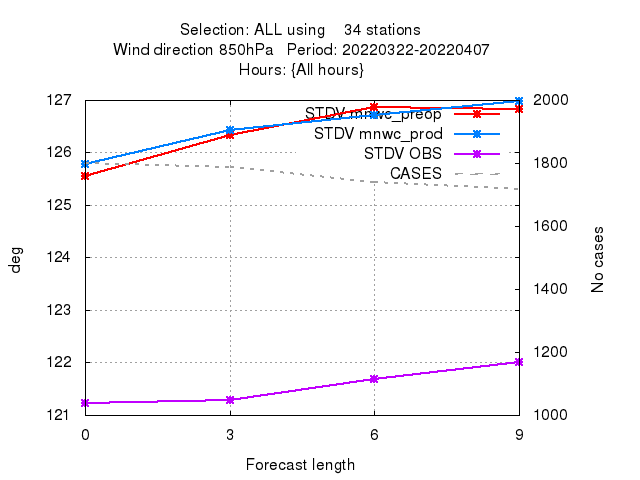 Selection: ALL using    34 stations
Wind direction 850hPa   Period: 20220322-20220407
Hours: {All hours}
127
126
125
124
123
122
121
deg
STDV mnwc_preop
STDV mnwc_prod
STDV OBS
CASES
2000
1800
1600
1400
1200
1000
No cases
0 3 6 9
Forecast length